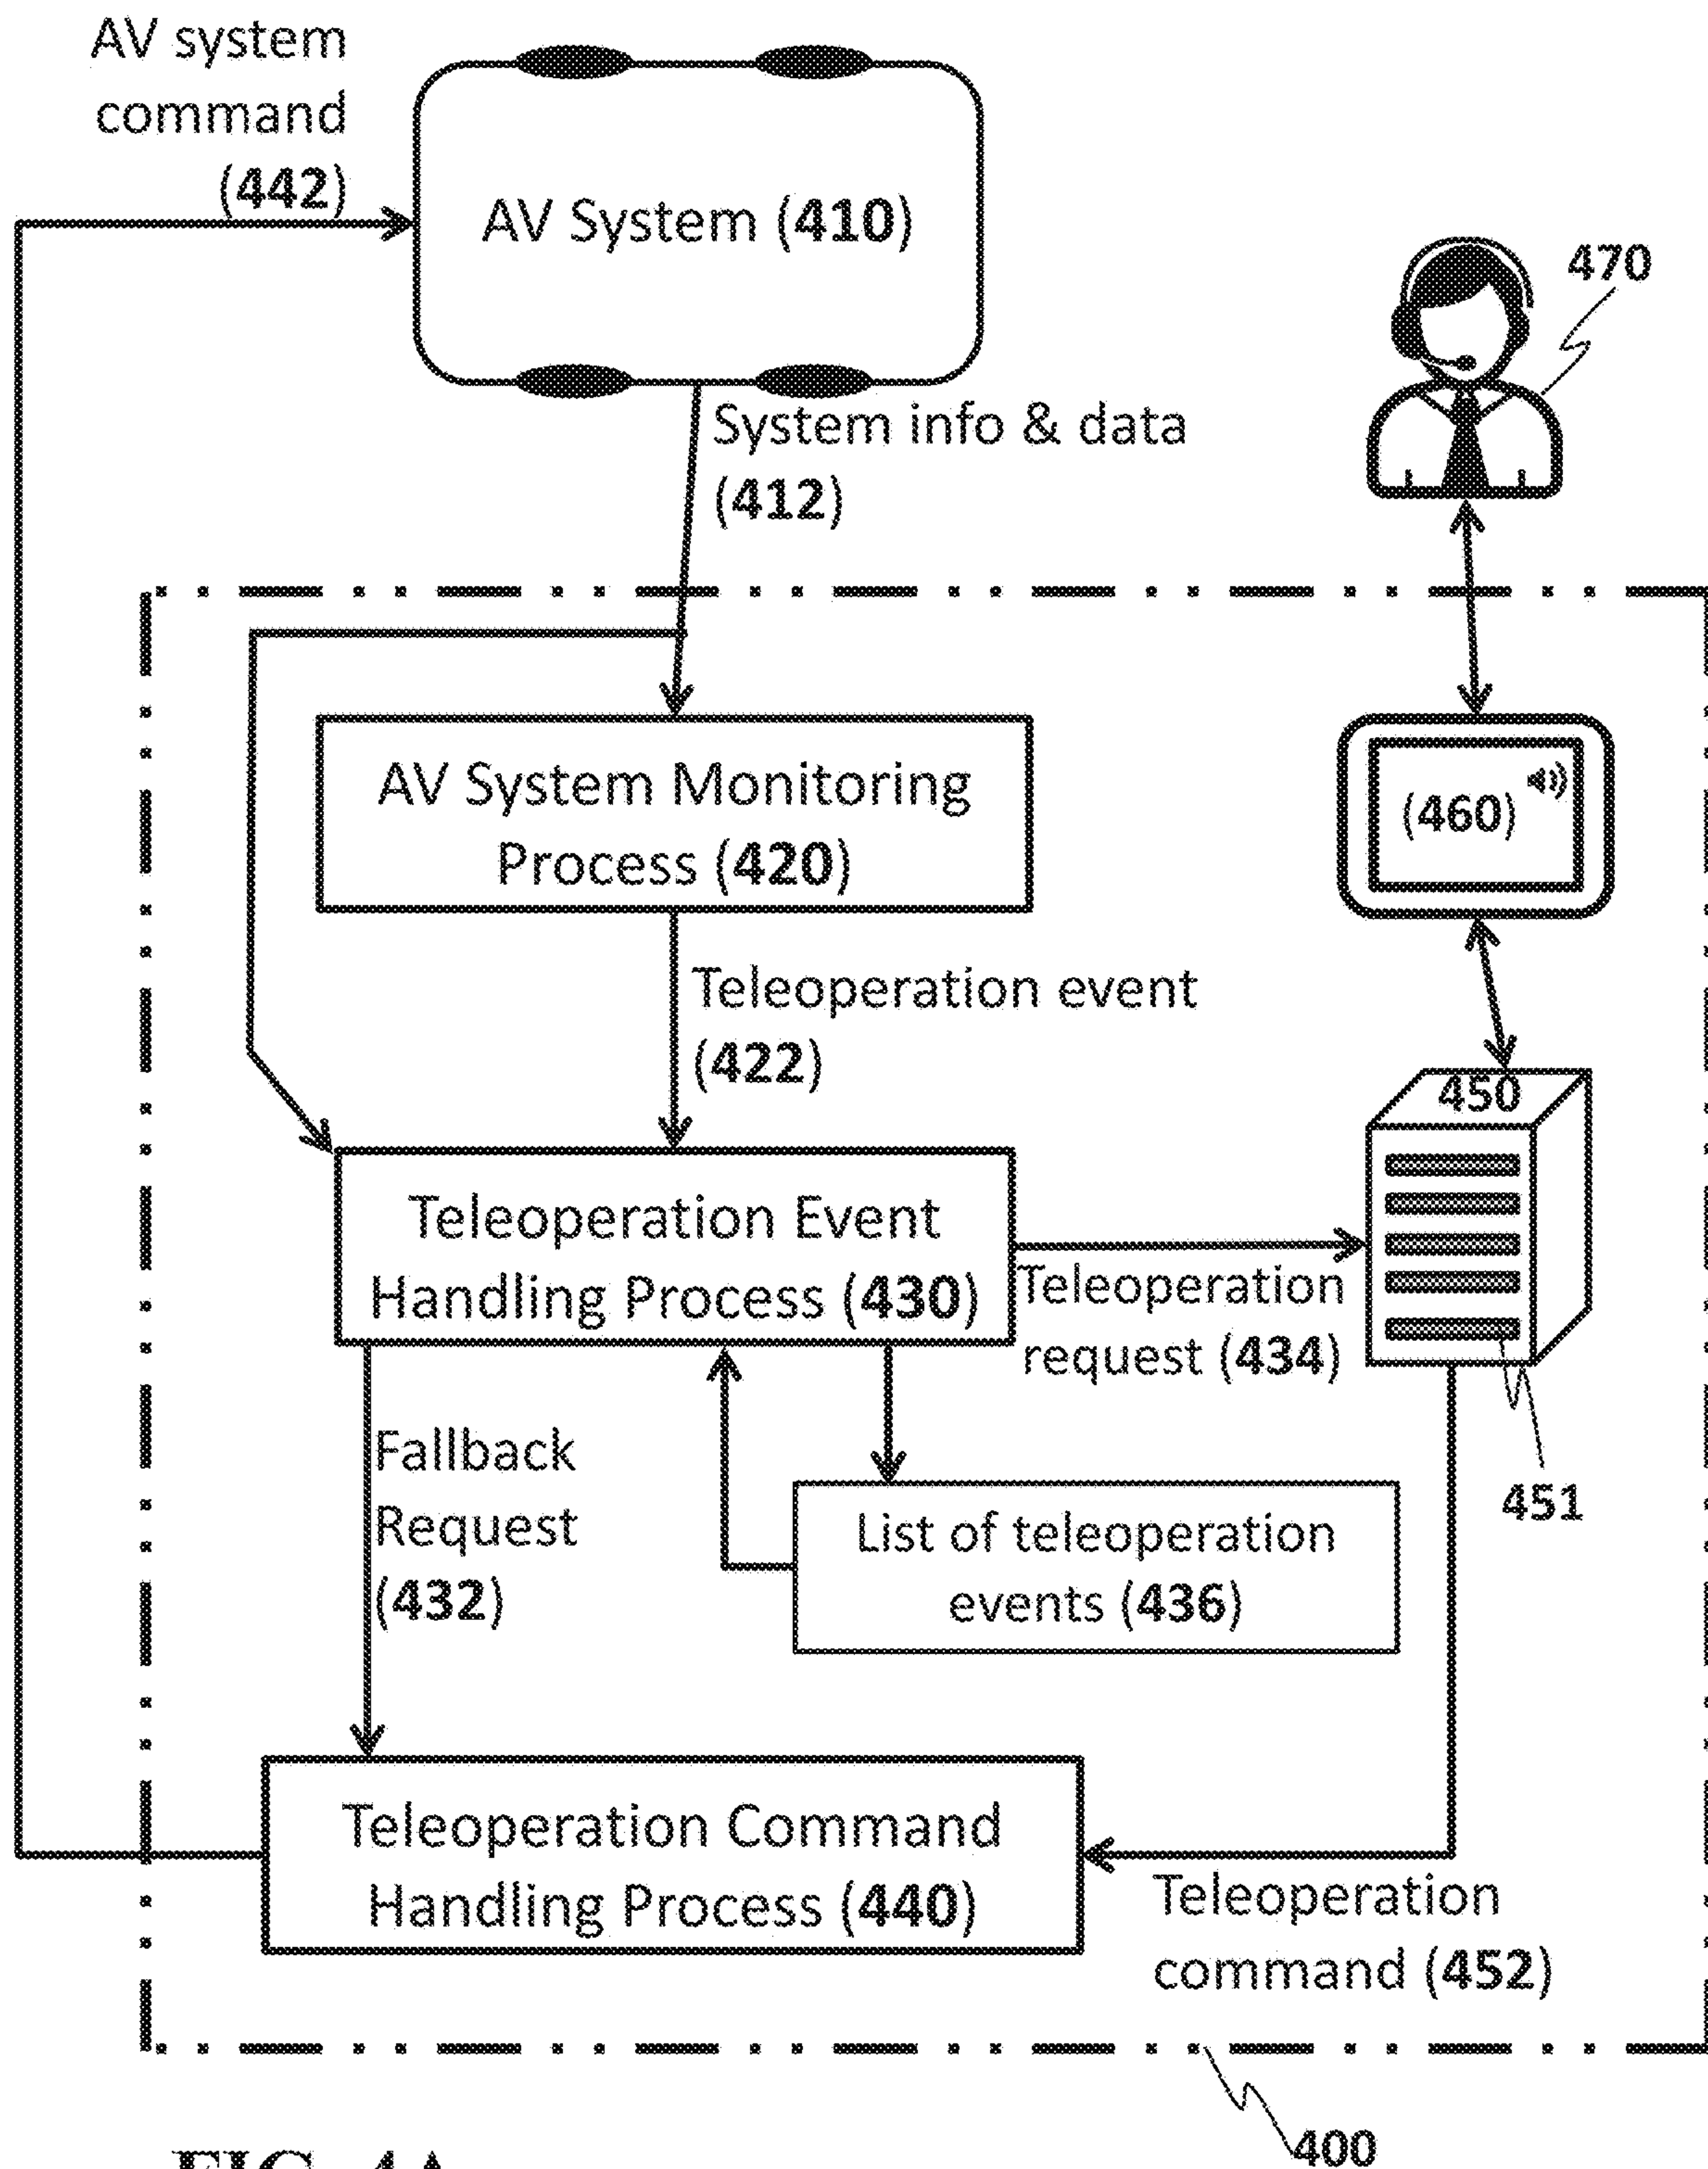 AV system
command
(442)
AV System (410)
470
System info & data
(412)
AV System Monitoring
Process (420)
(460)
Teleoperation event
(422)
450
Teleoperation Event
Handling Process (430)
Teleoperation
request (434)
Fallback
Request
(432)
451
List of teleoperation
events (436)
Teleoperation Command
Handling Process (440)
Teleoperation
command (452)
400
FIG. 4A